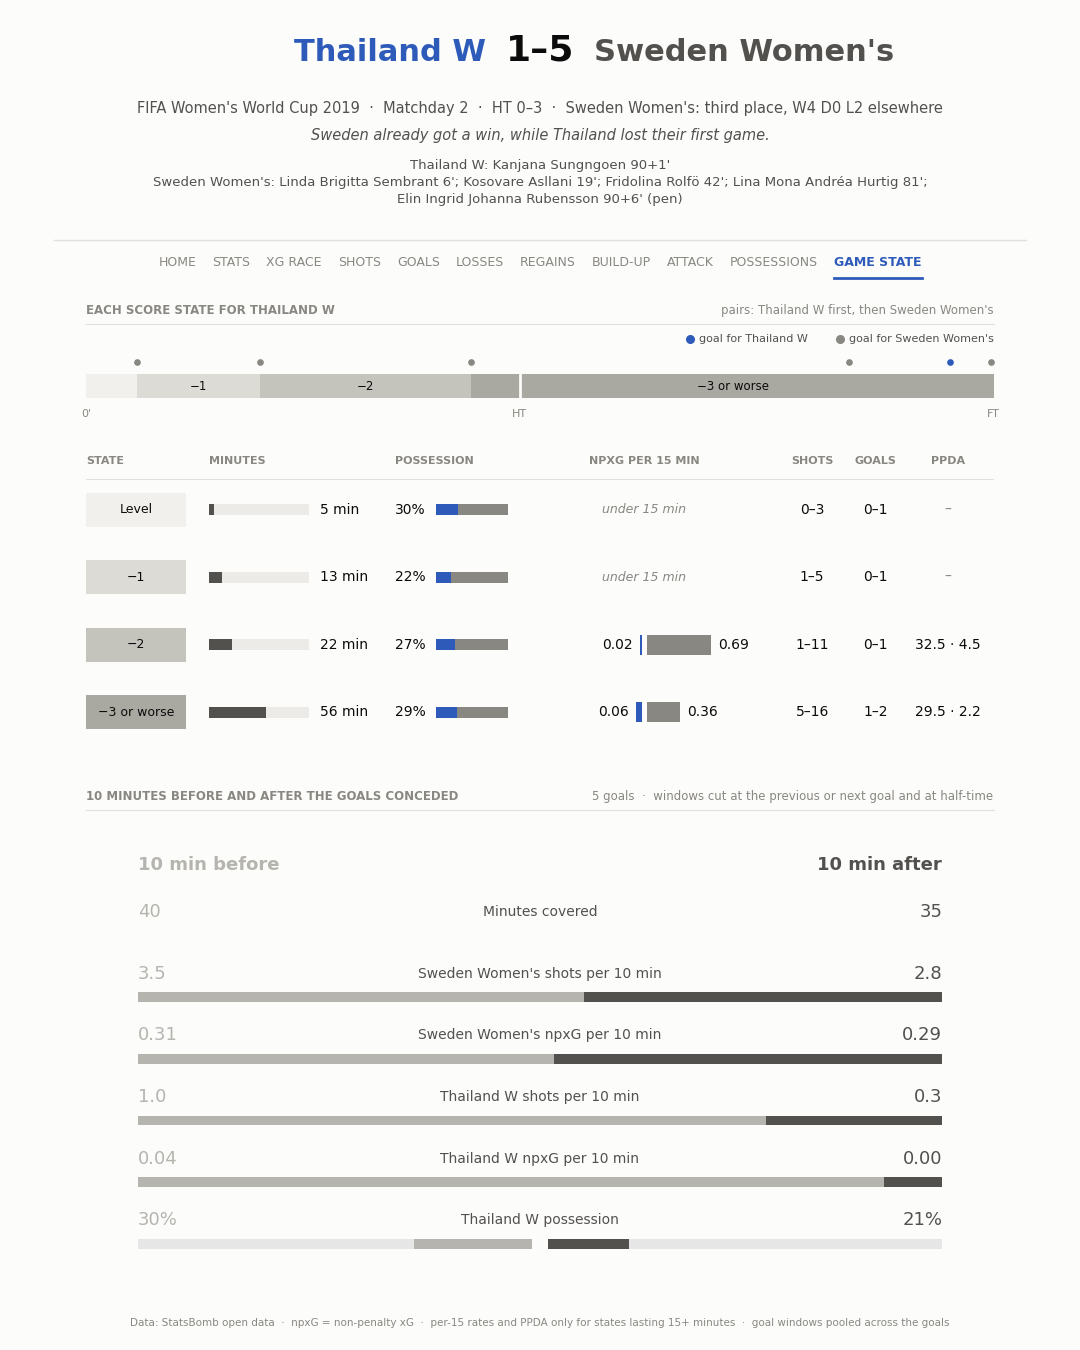 Thailand W 1–5 Sweden Women's
FIFA Women's World Cup 2019 · Matchday 2 · HT 0–3 · Sweden Women's: third place, W4 D0 L2 elsewhere
Sweden already got a win, while Thailand lost their first game.
Thailand W: Kanjana Sungngoen 90+1'
Sweden Women's: Linda Brigitta Sembrant 6'; Kosovare Asllani 19'; Fridolina Rolfö 42'; Lina Mona Andréa Hurtig 81';
Elin Ingrid Johanna Rubensson 90+6' (pen)
HOME STATS XG RACE SHOTS GOALS LOSSES REGAINS BUILD-UP ATTACK POSSESSIONS GAME STATE
EACH SCORE STATE FOR THAILAND W pairs: Thailand W first, then Sweden Women's
goal for Thailand W goal for Sweden Women's
−1 −2 −3 or worse
0' HT FT
STATE MINUTES POSSESSION NPXG PER 15 MIN SHOTS GOALS PPDA
Level 5 min 30% under 15 min 0–3 0–1 –
−1 13 min 22% under 15 min 1–5 0–1 –
−2 22 min 27% 0.02 0.69 1–11 0–1 32.5 · 4.5
−3 or worse 56 min 29% 0.06 0.36 5–16 1–2 29.5 · 2.2
10 MINUTES BEFORE AND AFTER THE GOALS CONCEDED 5 goals · windows cut at the previous or next goal and at half-time
10 min before 10 min after
40 Minutes covered 35
3.5 Sweden Women's shots per 10 min 2.8
0.31 Sweden Women's npxG per 10 min 0.29
1.0 Thailand W shots per 10 min 0.3
0.04 Thailand W npxG per 10 min 0.00
30% Thailand W possession 21%
Data: StatsBomb open data · npxG = non-penalty xG · per-15 rates and PPDA only for states lasting 15+ minutes · goal windows pooled across the goals